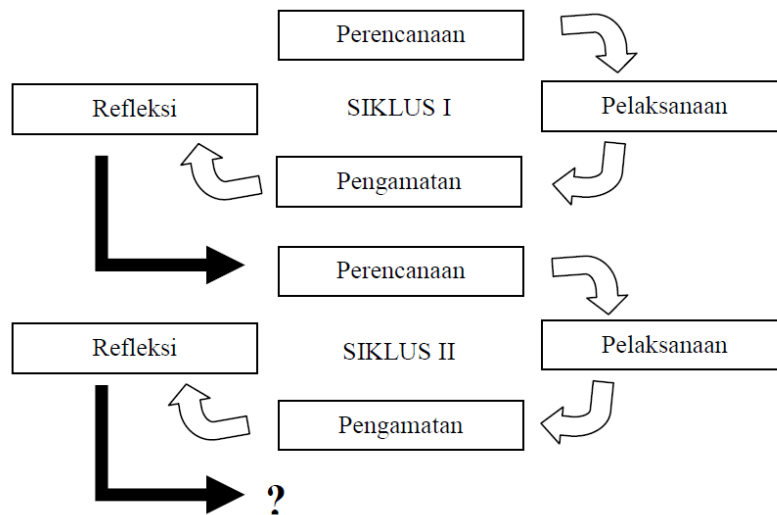 Perencanaan
Refleksi
SIKLUS I
Pelaksanaan
Pengamatan
Perencanaan
Refleksi
SIKLUS II
Pelaksanaan
Pengamatan
?